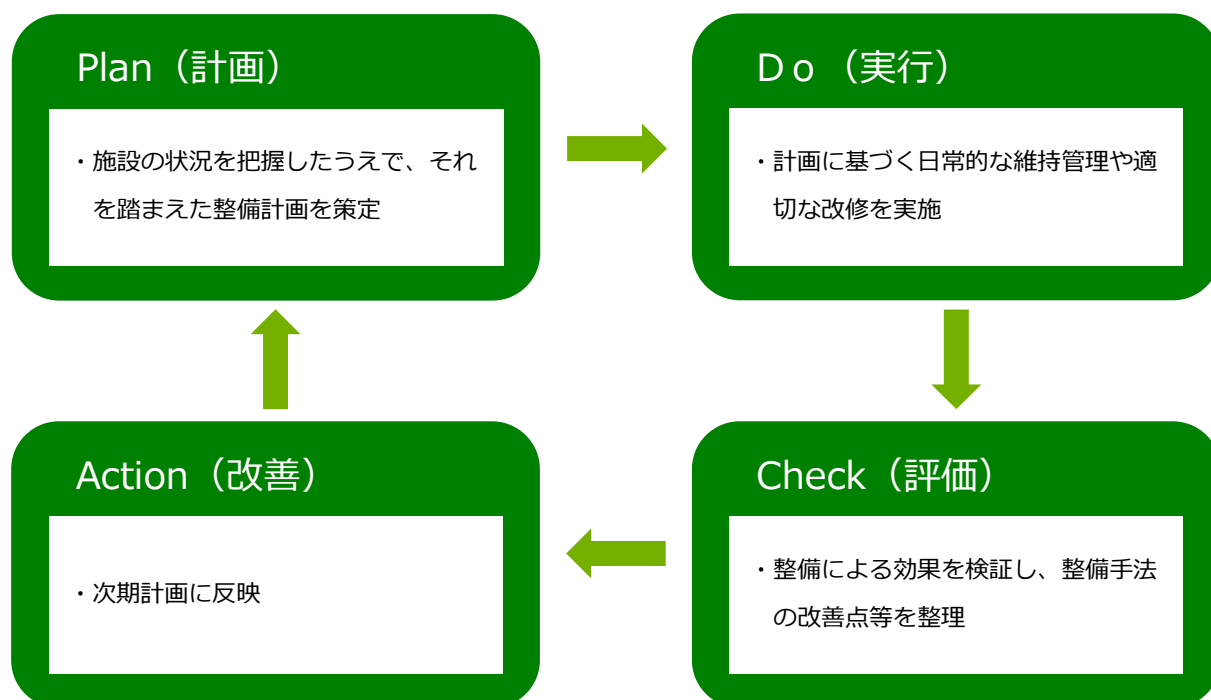 Plan（計画）
・施設の状況を把握したうえで、それ
を踏まえた整備計画を策定
Ｄｏ（実行）
・計画に基づく日常的な維持管理や適
切な改修を実施
Action（改善）
・次期計画に反映
Check（評価）
・整備による効果を検証し、整備手法
の改善点等を整理